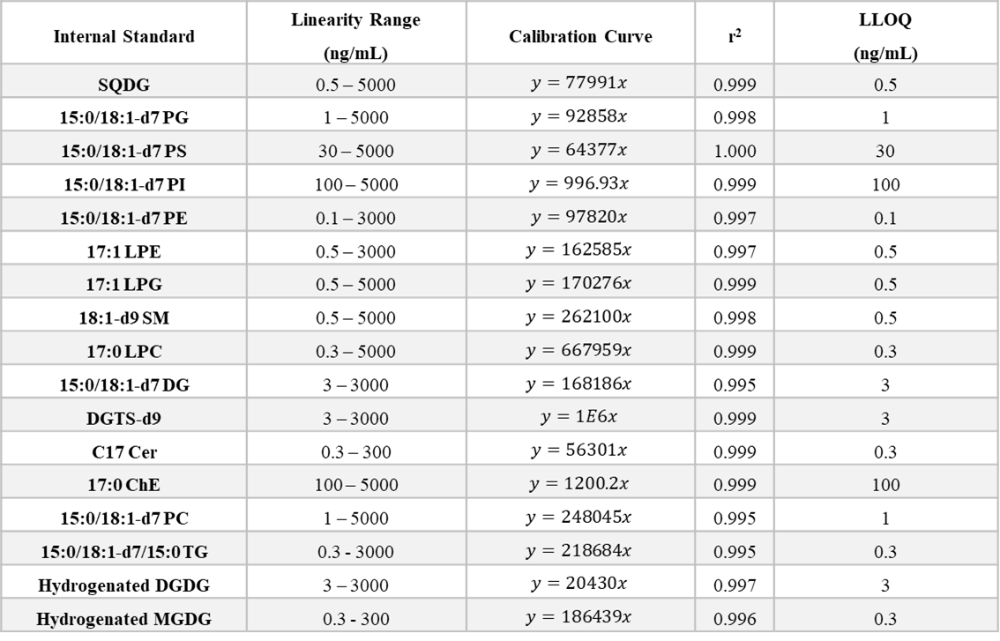 Internal Standard Linearity Range (ng/mL) Calibration Curve r² LLOQ (ng/mL)
SQDG 0.5 – 5000 y = 77991x 0.999 0.5
15:0/18:1-d7 PG 1 – 5000 y = 92858x 0.998 1
15:0/18:1-d7 PS 30 – 5000 y = 64377x 1.000 30
15:0/18:1-d7 PI 100 – 5000 y = 996.93x 0.999 100
15:0/18:1-d7 PE 0.1 – 3000 y = 97820x 0.997 0.1
17:1 LPE 0.5 – 3000 y = 162585x 0.997 0.5
17:1 LPG 0.5 – 5000 y = 170276x 0.999 0.5
18:1-d9 SM 0.5 – 5000 y = 262100x 0.998 0.5
17:0 LPC 0.3 – 5000 y = 667959x 0.999 0.3
15:0/18:1-d7 DG 3 – 3000 y = 168186x 0.995 3
DGTS-d9 3 – 3000 y = 1E6x 0.999 3
C17 Cer 0.3 – 300 y = 56301x 0.999 0.3
17:0 ChE 100 – 5000 y = 1200.2x 0.999 100
15:0/18:1-d7 PC 1 – 5000 y = 248045x 0.995 1
15:0/18:1-d7/15:0 TG 0.3 - 3000 y = 218684x 0.995 0.3
Hydrogenated DGDG 3 – 3000 y = 20430x 0.997 3
Hydrogenated MGDG 0.3 - 300 y = 186439x 0.996 0.3